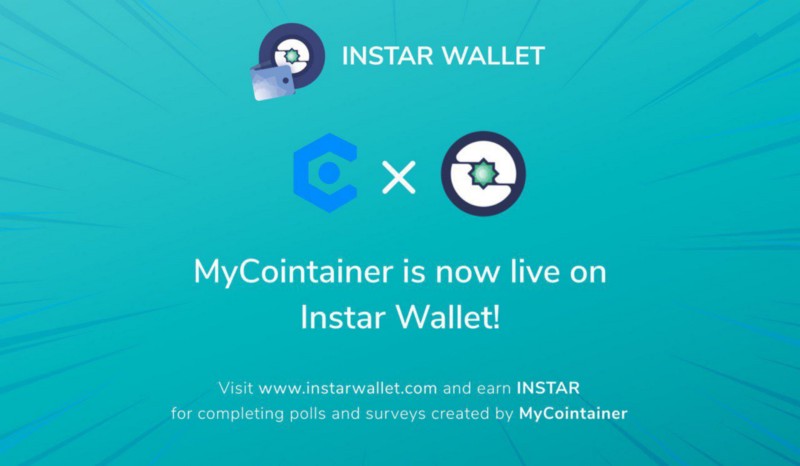 INSTAR WALLET
MyCointainer is now live on
Instar Wallet!
Visit www.instarwallet.com and earn INSTAR
for completing polls and surveys created by MyCointainer